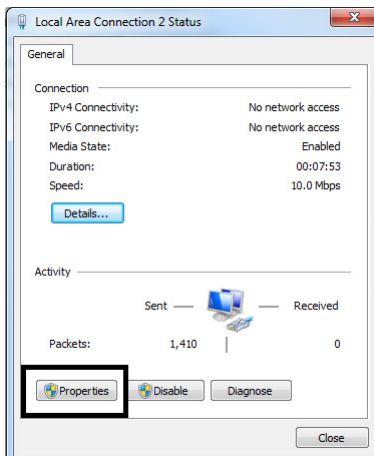 Local Area Connection 2 Status
General
Connection
IPv4 Connectivity: No network access
IPv6 Connectivity: No network access
Media State: Enabled
Duration: 00:07:53
Speed: 10.0 Mbps
Details...
Activity
Sent Received
Packets: 1,410 0
Properties Disable Diagnose
Close